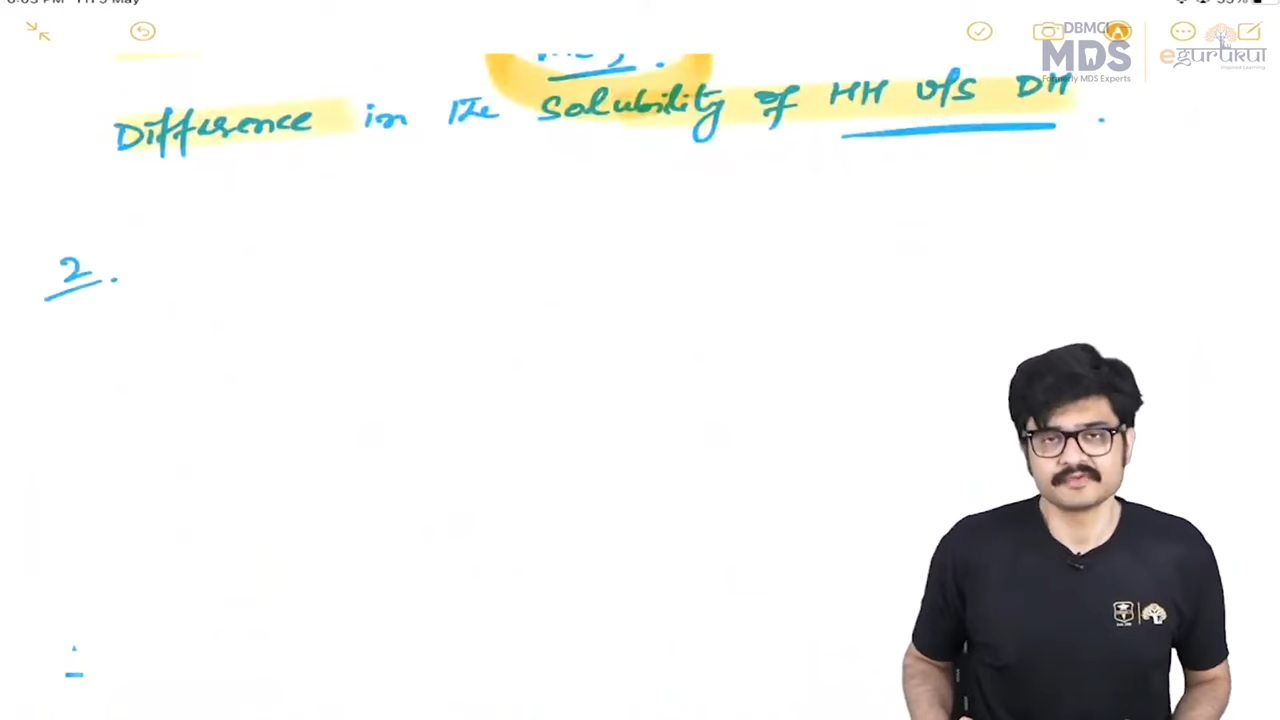 DBMCI
MDS
Formerly MDS Experts
egurukul
Difference in the Solubility of HH v/s DH.
2.